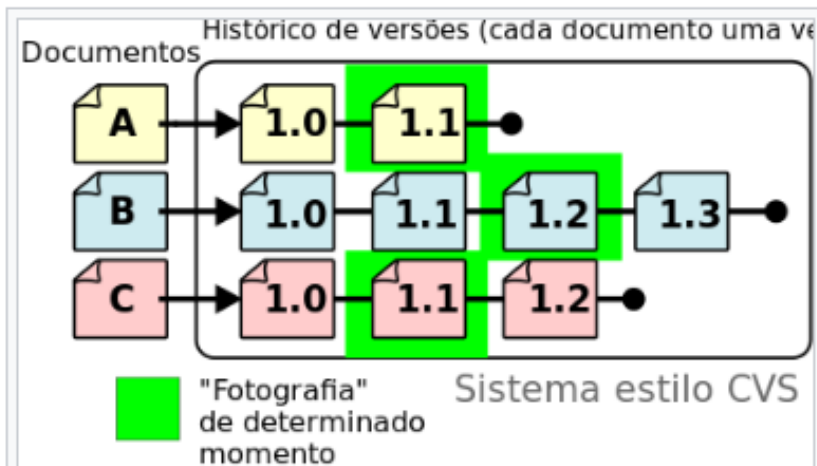 Histórico de versões (cada documento uma
Documentos
A 1.0 1.1
B 1.0 1.1 1.2 1.3
C 1.0 1.1 1.2
"Fotografia"
de determinado
momento
Sistema estilo CVS